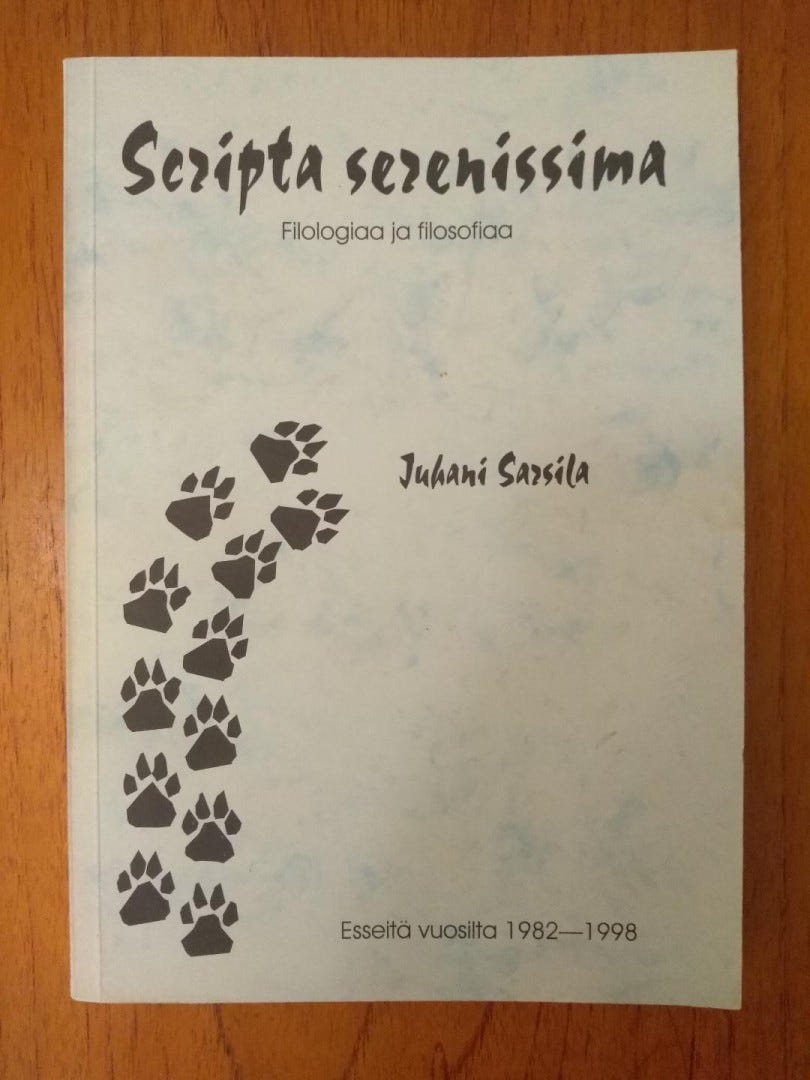 Scripta serenissima
Filologiaa ja filosofiaa
Juhani Sarsila
Esseitä vuosilta 1982—1998